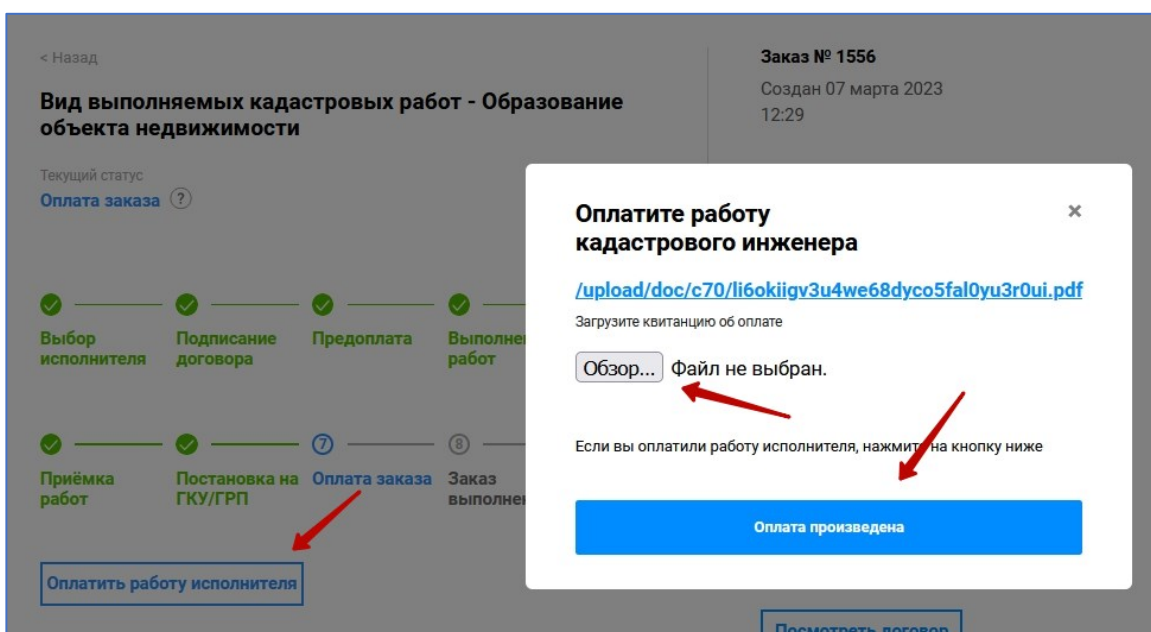 < Назад
Вид выполняемых кадастровых работ - Образование
объекта недвижимости
Текущий статус
Оплата заказа ?
Заказ № 1556
Создан 07 марта 2023
12:29
Выбор
исполнителя
Подписание
договора
Предоплата
работ
Приёмка
работ
Постановка на
ГКУ/ГРП
7
Оплата заказа
8
Заказ
Оплатить работу исполнителя
Оплатите работу
кадастрового инженера
×
/upload/doc/c70/li6okiigv3u4we68dyco5fal0yu3r0ui.pdf
Загрузите квитанцию об оплате
Обзор... Файл не выбран.
Если вы оплатили работу исполнителя, нажмите на кнопку ниже
Оплата произведена
Посмотреть договор